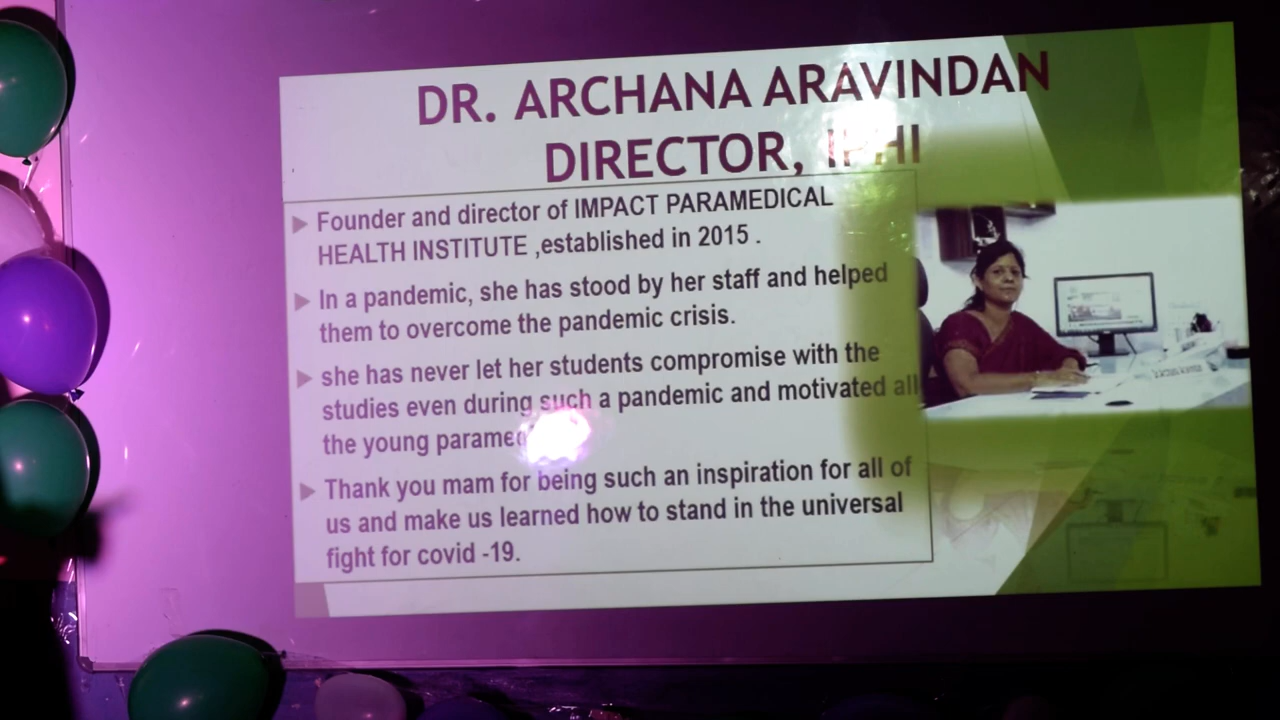 DR. ARCHANA ARAVINDAN
DIRECTOR, IPHI
Founder and director of IMPACT PARAMEDICAL
HEALTH INSTITUTE ,established in 2015 .
In a pandemic, she has stood by her staff and helped
them to overcome the pandemic crisis.
she has never let her students compromise with the
studies even during such a pandemic and motivated all
the young
Thank you mam for being such an inspiration for all of
us and make us learned how to stand in the universal
fight for covid -19.